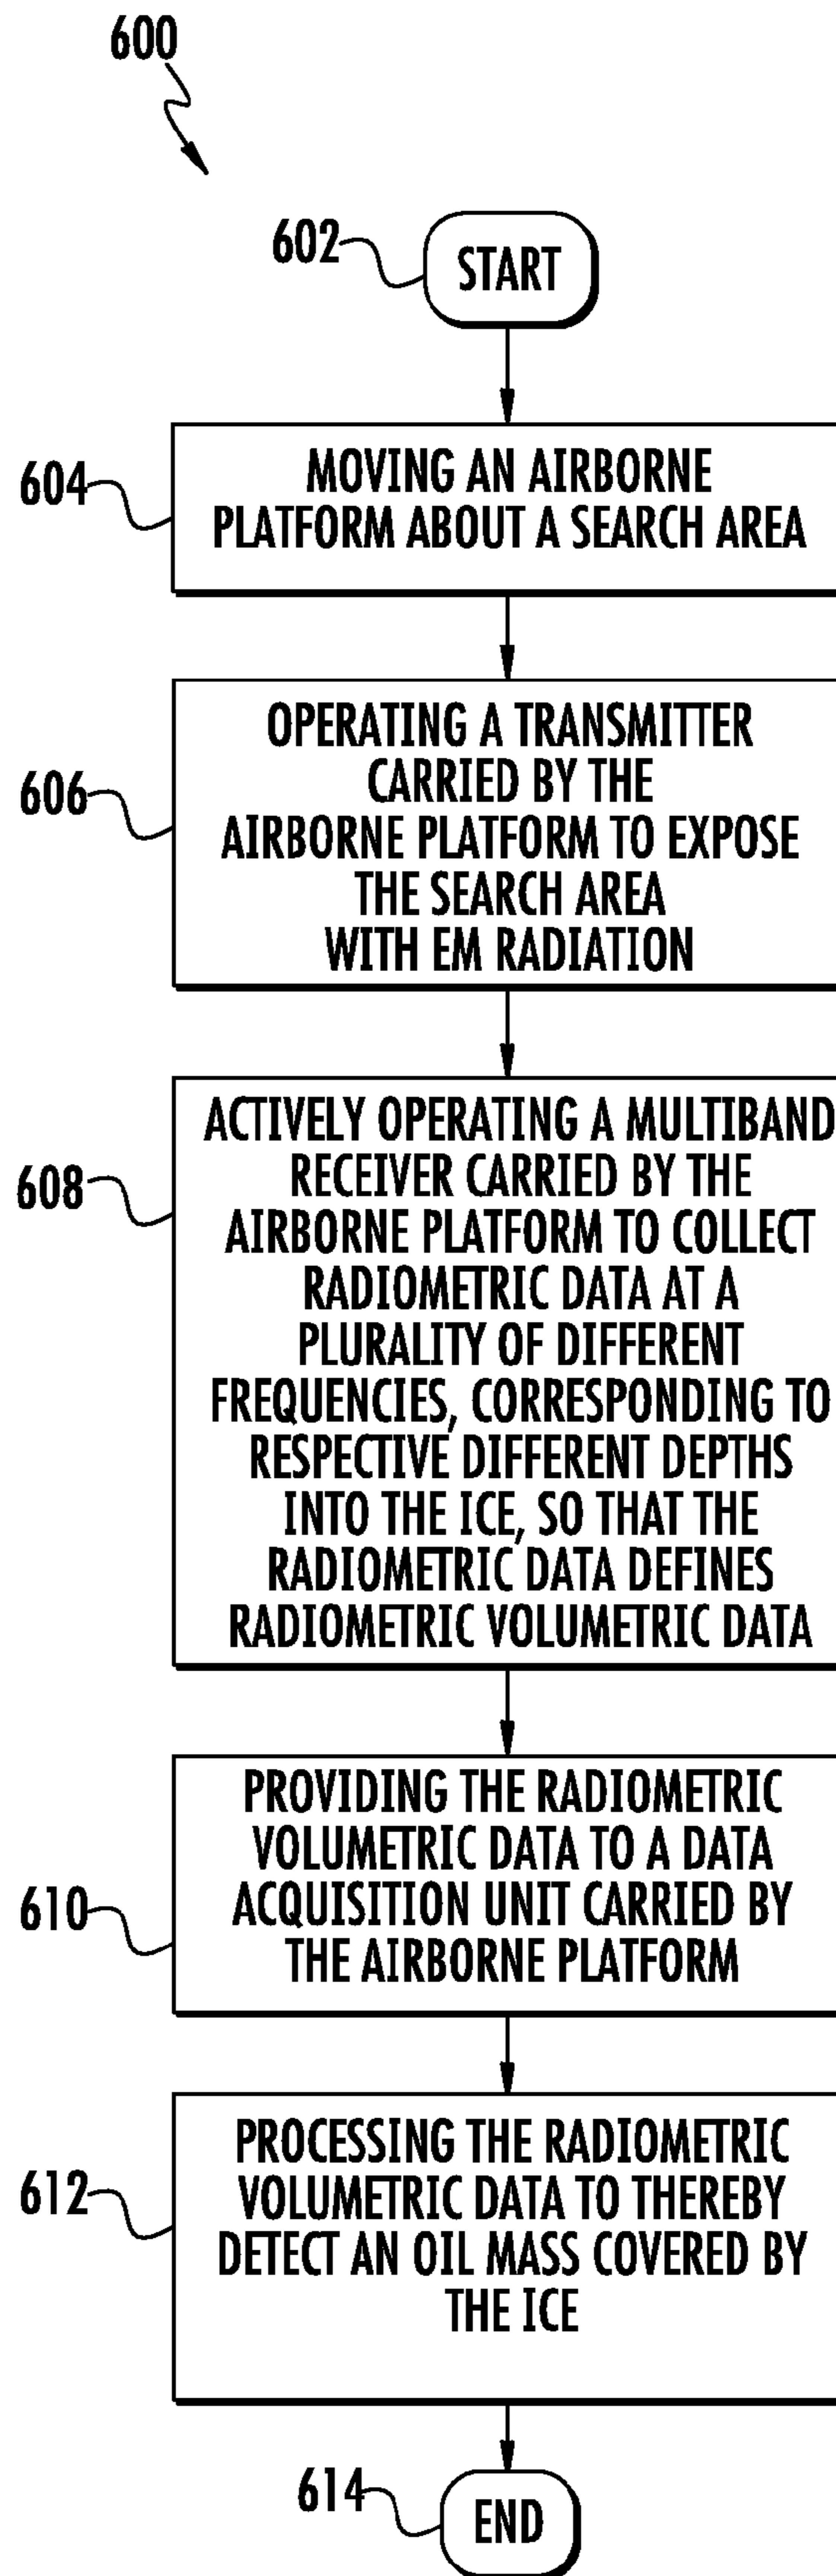 600
602
START
604
MOVING AN AIRBORNE
PLATFORM ABOUT A SEARCH AREA
606
OPERATING A TRANSMITTER
CARRIED BY THE
AIRBORNE PLATFORM TO EXPOSE
THE SEARCH AREA
WITH EM RADIATION
608
ACTIVELY OPERATING A MULTIBAND
RECEIVER CARRIED BY THE
AIRBORNE PLATFORM TO COLLECT
RADIOMETRIC DATA AT A
PLURALITY OF DIFFERENT
FREQUENCIES, CORRESPONDING TO
RESPECTIVE DIFFERENT DEPTHS
INTO THE ICE, SO THAT THE
RADIOMETRIC DATA DEFINES
RADIOMETRIC VOLUMETRIC DATA
610
PROVIDING THE RADIOMETRIC
VOLUMETRIC DATA TO A DATA
ACQUISITION UNIT CARRIED BY
THE AIRBORNE PLATFORM
612
PROCESSING THE RADIOMETRIC
VOLUMETRIC DATA TO THEREBY
DETECT AN OIL MASS COVERED BY
THE ICE
614
END